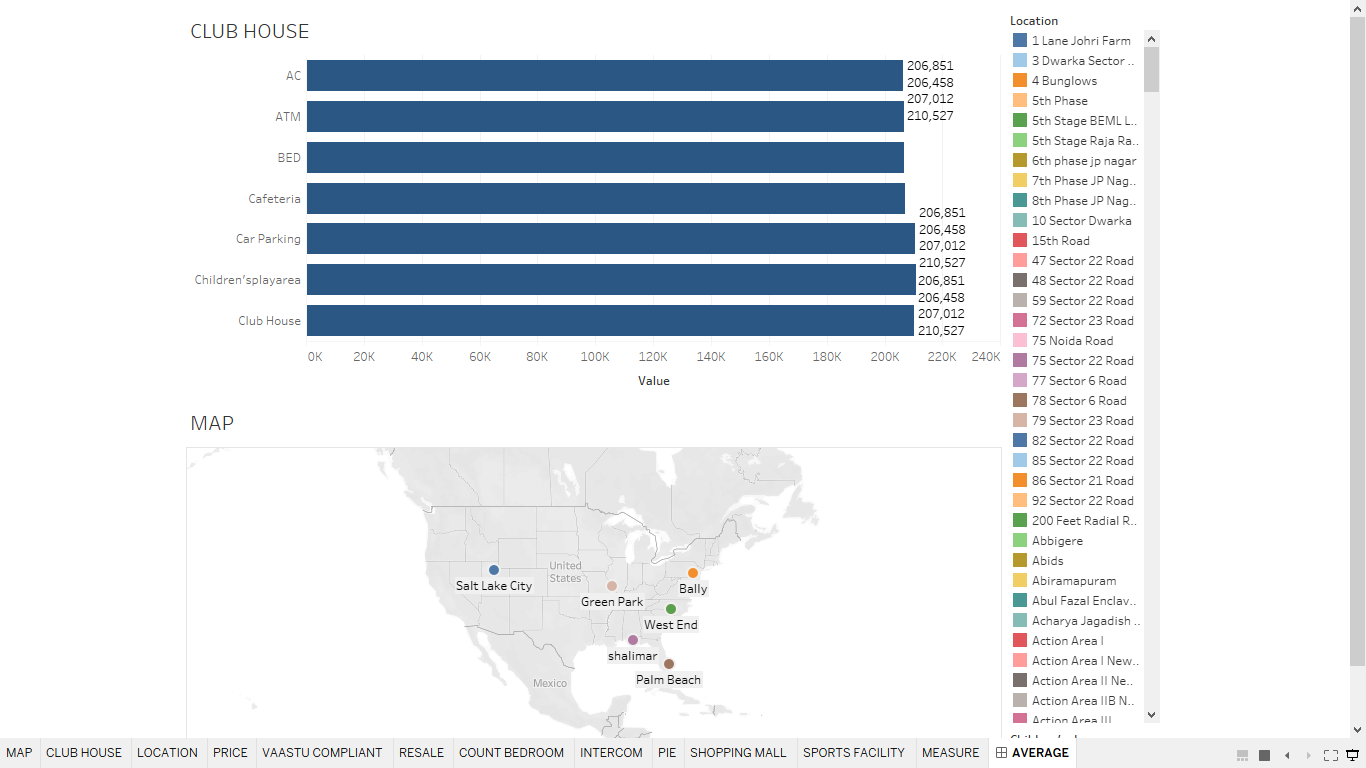 CLUB HOUSE
AC
ATM
BED
Cafeteria
Car Parking
Children'splayarea
Club House
206,851
206,458
207,012
210,527
206,851
206,458
207,012
210,527
206,851
206,458
207,012
210,527
0K 20K 40K 60K 80K 100K 120K 140K 160K 180K 200K 220K 240K
Value
MAP
United
States
Salt Lake City
Green Park
Bally
West End
shalimar
Palm Beach
Mexico
Location
1 Lane Johri Farm
3 Dwarka Sector ..
4 Bunglows
5th Phase
5th Stage BEML L..
5th Stage Raja Ra..
6th phase jp nagar
7th Phase JP Nag..
8th Phase JP Nag..
10 Sector Dwarka
15th Road
47 Sector 22 Road
48 Sector 22 Road
59 Sector 22 Road
72 Sector 23 Road
75 Noida Road
75 Sector 22 Road
77 Sector 6 Road
78 Sector 6 Road
79 Sector 23 Road
82 Sector 22 Road
85 Sector 22 Road
86 Sector 21 Road
92 Sector 22 Road
200 Feet Radial R..
Abbigere
Abids
Abiramapuram
Abul Fazal Enclav..
Acharya Jagadish ..
Action Area I
Action Area I New..
Action Area II Ne..
Action Area IIB N..
Action Area III
MAP CLUB HOUSE LOCATION PRICE VAASTU COMPLIANT RESALE COUNT BEDROOM INTERCOM PIE SHOPPING MALL SPORTS FACILITY MEASURE AVERAGE